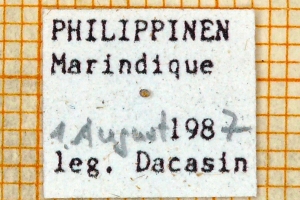 PHILIPPINEN
Marindique
1. August 1987
leg. Dacasin